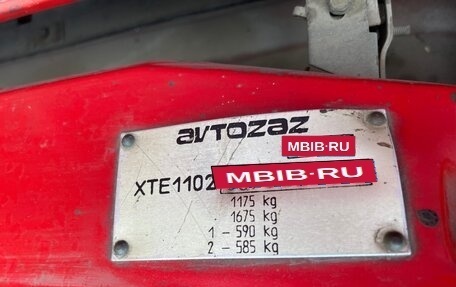 avtozaz
MBIB-RU
XTE1102
MBIB-RU
1175 kg
1675 kg
1 - 590 kg
2 - 585 kg